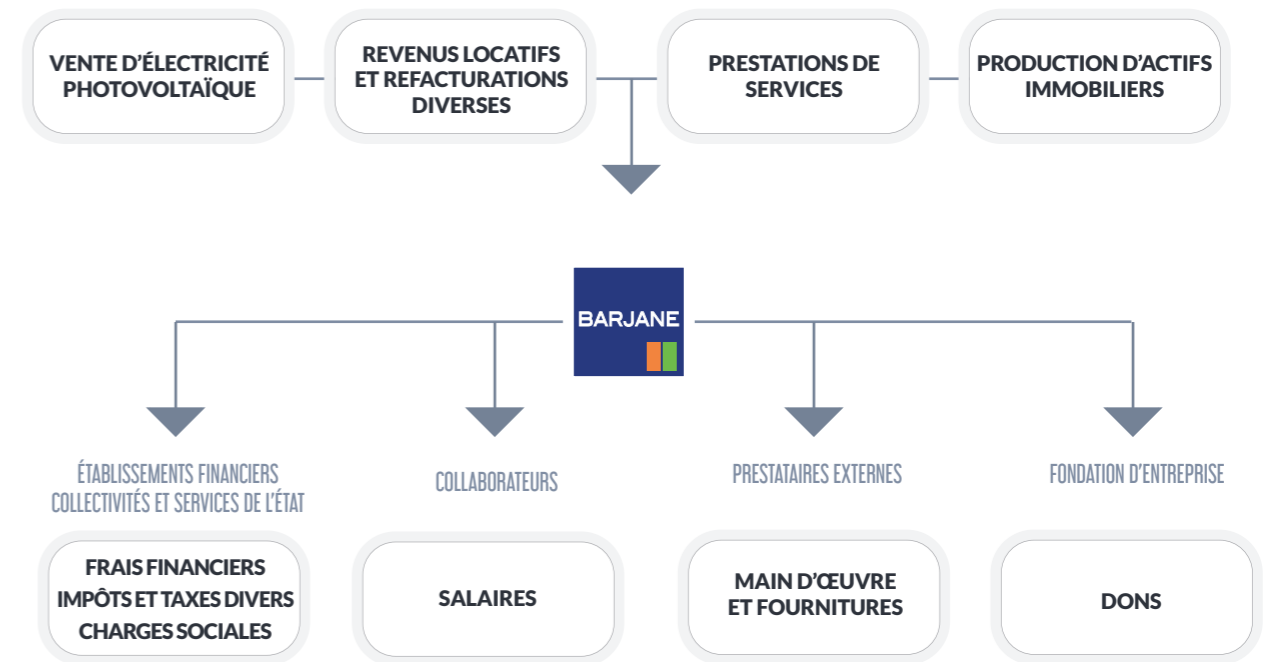 VENTE D'ÉLECTRICITÉ
PHOTOVOLTAÏQUE
REVENUS LOCATIFS
ET REFACTURATIONS
DIVERSES
PRESTATIONS DE
SERVICES
PRODUCTION D'ACTIFS
IMMOBILIERS
BARJANE
ÉTABLISSEMENTS FINANCIERS
COLLECTIVITÉS ET SERVICES DE L'ÉTAT
COLLABORATEURS
PRESTATAIRES EXTERNES
FONDATION D'ENTREPRISE
FRAIS FINANCIERS
IMPÔTS ET TAXES DIVERS
CHARGES SOCIALES
SALAIRES
MAIN D'ŒUVRE
ET FOURNITURES
DONS